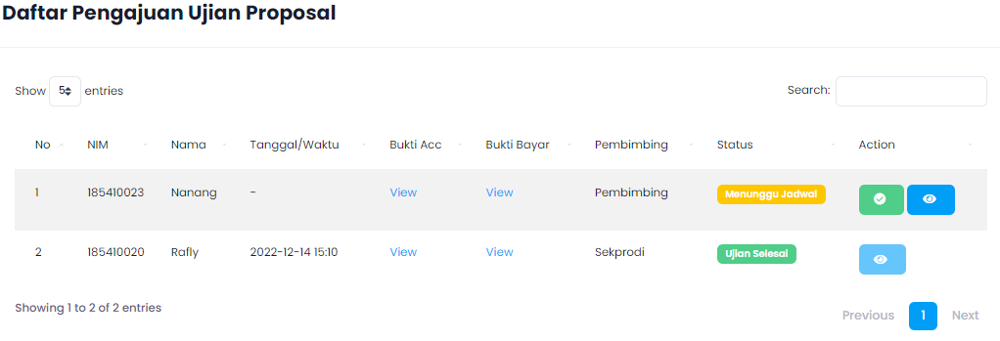 Daftar Pengajuan Ujian Proposal
Show 5 entries
Search:
No NIM Nama Tanggal/Waktu Bukti Acc Bukti Bayar Pembimbing Status Action
1 185410023 Nanang - View View Pembimbing Menunggu Jadwal
2 185410020 Rafly 2022-12-14 15:10 View View Sekprodi Ujian Selesai
Showing 1 to 2 of 2 entries
Previous 1 Next